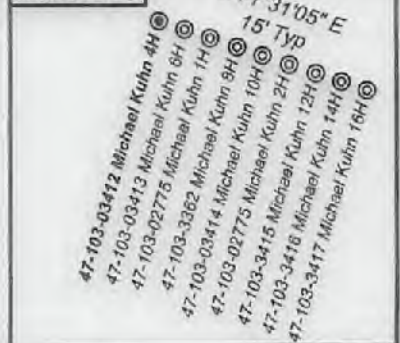 31'05" E
15' Typ
47-103-03412 Michael Kuhn 4H
47-103-03413 Michael Kuhn 6H
47-103-02775 Michael Kuhn 1H
47-103-3362 Michael Kuhn 8H
47-103-03414 Michael Kuhn 10H
47-103-02775 Michael Kuhn 2H
47-103-3415 Michael Kuhn 12H
47-103-3416 Michael Kuhn 14H
47-103-3417 Michael Kuhn 16H